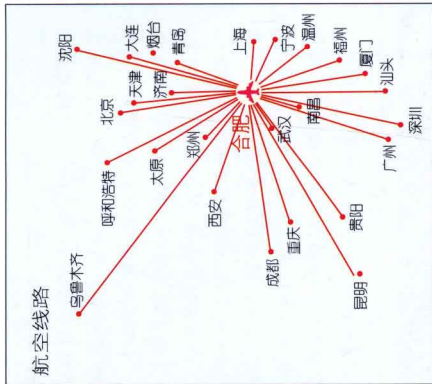 航空线路
乌鲁木齐
呼和浩特
北京
天津
沈阳
大连
烟台
青岛
济南
太原
郑州
西安
合肥
上海
宁波
温州
福州
厦门
汕头
武汉
南昌
深圳
广州
成都
重庆
贵阳
昆明